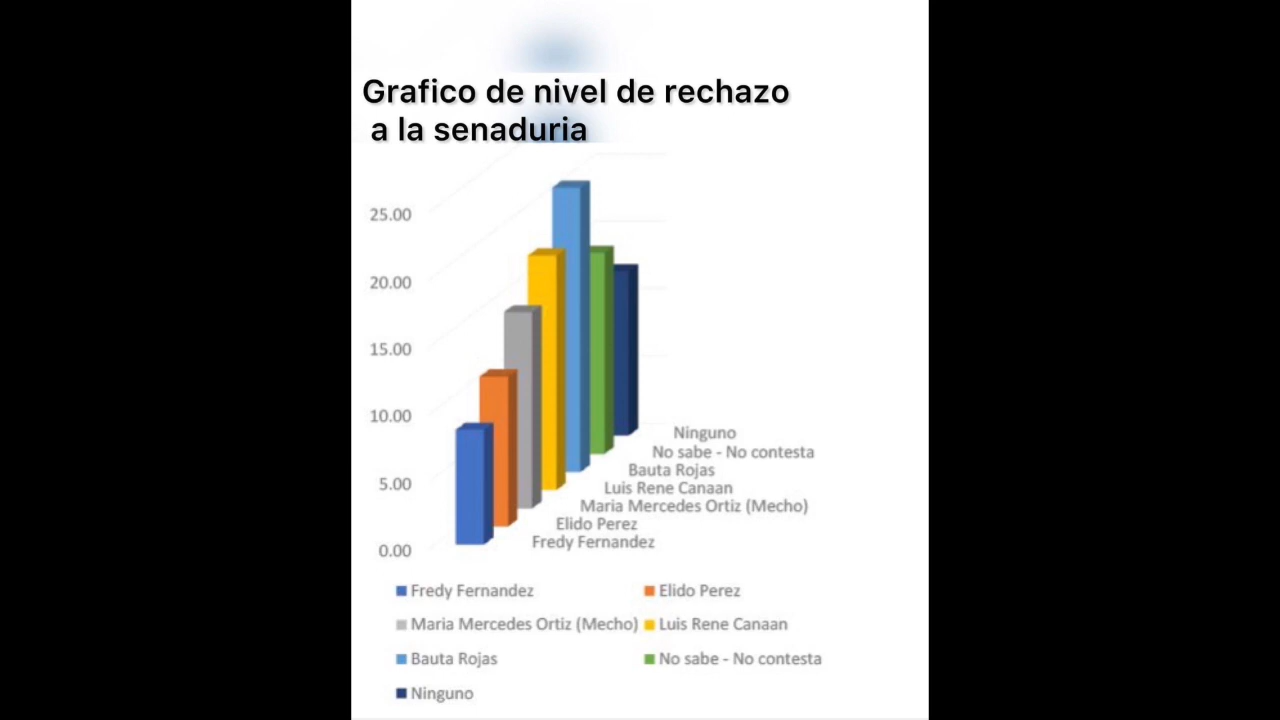 Grafico de nivel de rechazo
a la senaduria
25.00
20.00
15.00
10.00
5.00
0.00
Ninguno
No sabe - No contesta
Bauta Rojas
Luis Rene Canaan
Maria Mercedes Ortiz (Mecho)
Elido Perez
Fredy Fernandez
Fredy Fernandez
Elido Perez
Maria Mercedes Ortiz (Mecho)
Luis Rene Canaan
Bauta Rojas
No sabe - No contesta
Ninguno